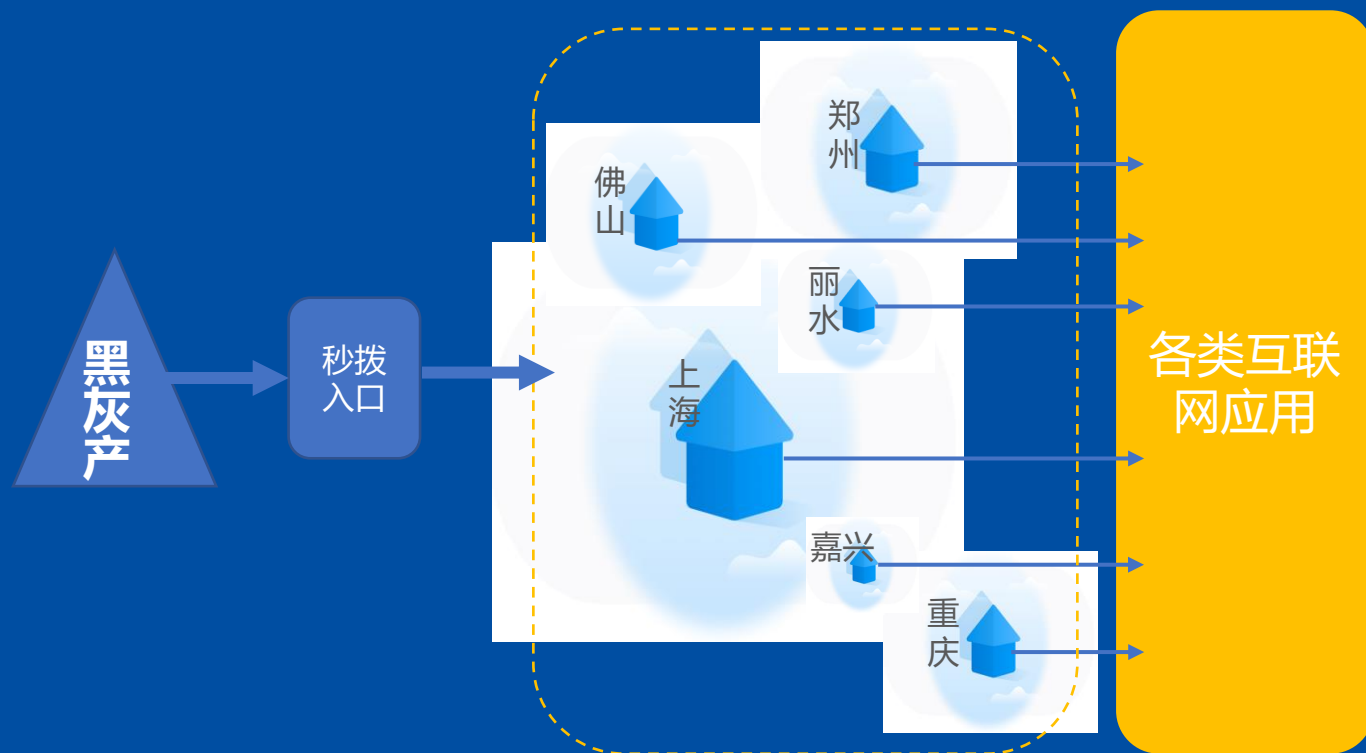 黑灰产
秒拨
入口
佛山
郑州
丽水
上海
嘉兴
重庆
各类互联
网应用